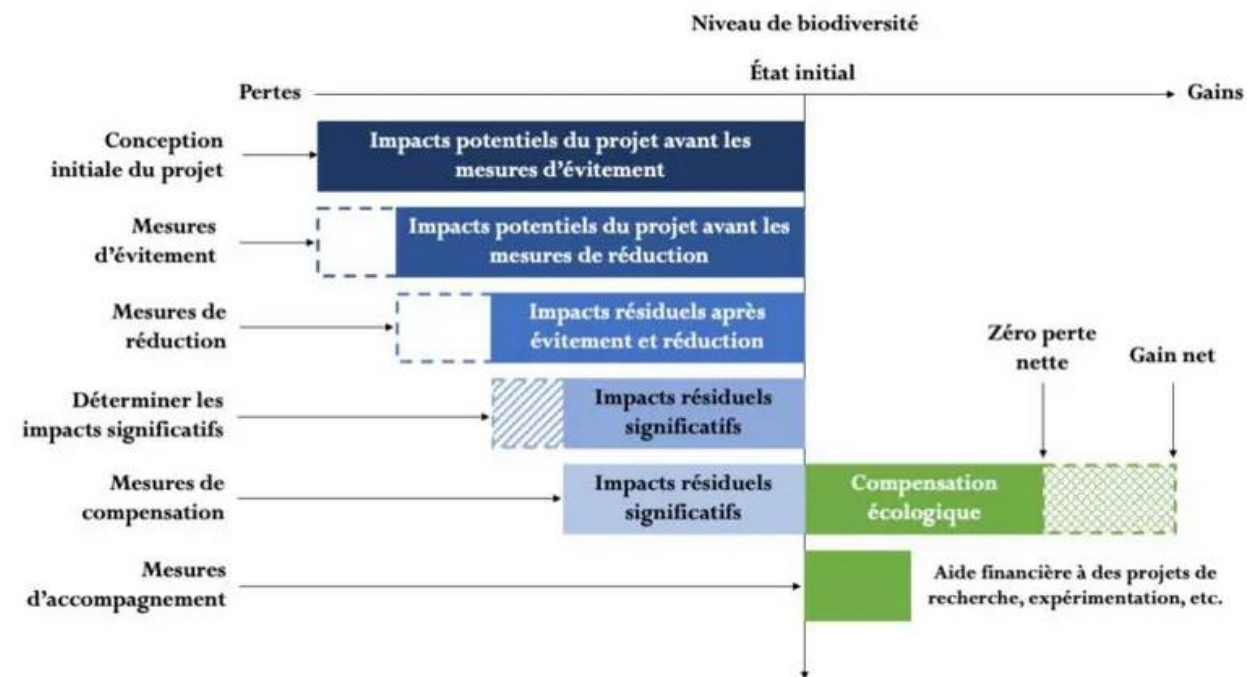 Niveau de biodiversité
État initial
Pertes
Gains
Conception
initiale du projet
Impacts potentiels du projet avant les
mesures d'évitement
Mesures
d'évitement
Impacts potentiels du projet avant les
mesures de réduction
Mesures de
réduction
Impacts résiduels après
évitement et réduction
Zéro perte
nette
Gain net
Déterminer les
impacts significatifs
Impacts résiduels
significatifs
Mesures de
compensation
Impacts résiduels
significatifs
Compensation
écologique
Mesures
d'accompagnement
Aide financière à des projets de
recherche, expérimentation, etc.